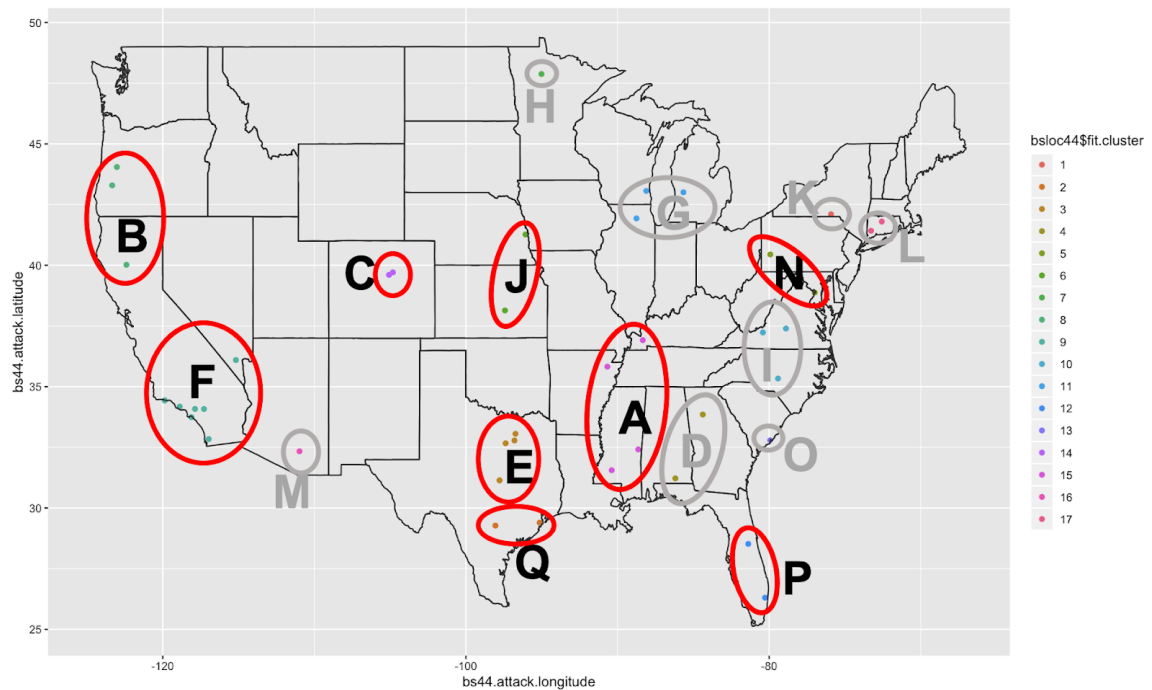 50
45
40
35
30
25
bs44.attack.latitude
-120
-100
-80
bs44.attack.longitude
H
K
G
L
B
C
J
N
F
I
A
D
E
O
M
Q
P
bsloc44$fit.cluster
1
2
3
4
5
6
7
8
9
10
11
12
13
14
15
16
17